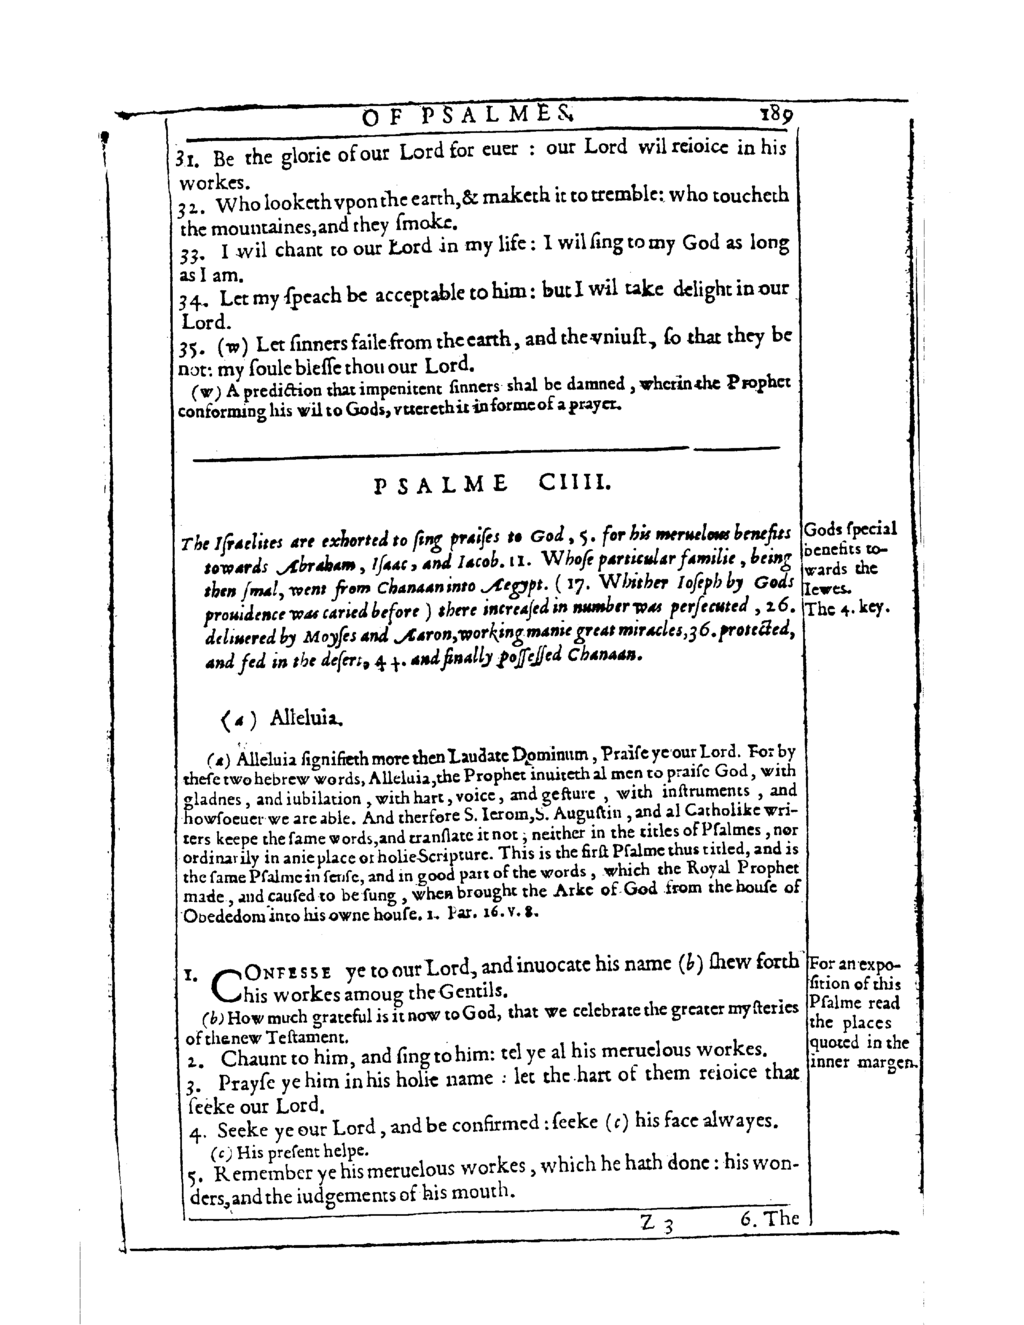 OF PSALMES. 189
31. Be the glorie of our Lord for euer : our Lord wil reioice in his
workes.
32. Who looketh vpon the earth, & maketh it to tremble: who toucheth
the mountaines, and they ſmoke.
33. I wil chant to our Lord in my life : I wil ſing to my God as long
as I am.
34. Let my ſpeach be acceptable to him : but I wil take delight in our
Lord.
35. (w) Let ſinners faile from the earth, and the vniuſt, ſo that they be
not: my ſoule bleſſe thou our Lord.
(w) A prediction that impenitent ſinners shal be damned, wherin the Prophet
conforming his wil to Gods, vttereth it in forme of a prayer.
PSALME CIIII.
The Iſraelites are exhorted to ſing praiſes to God, 5. for his meruelous benefits
towards Abraham, Iſaac, and Iacob. 11. Whoſe particular familie, being
then ſmal, went from Chanaan into Aegypt. (17. Whither Ioſeph by Gods
prouidence was caried before) there increaſed in number was perſecuted, 26.
deliuered by Moyſes and Aaron, working manie great miracles, 36. protected,
and fed in the deſert, 44. and finally poſſeſſed Chanaan.
Gods ſpecial
benefits to-
wards the
Iewes.
The 4. key.
(a) Alleluia.
(a) Alleluia ſignifieth more then Laudate Dominum, Praiſe ye our Lord. For by
theſe two hebrew words, Alleluia, the Prophet inuiteth al men to praiſe God, with
gladnes, and iubilation, with hart, voice, and geſture, with inſtruments, and
howſoeuer we are able. And therfore S. Ierom, S. Auguſtin, and al Catholike wri-
ters keepe the ſame words, and tranſlate it not; neither in the titles of Pſalmes, nor
ordinarily in anie place of holie Scripture. This is the firſt Pſalme thus titled, and is
the ſame Pſalme in ſenſe, and in good part of the words, which the Royal Prophet
made, and cauſed to be ſung, when brought the Arke of God from the houſe of
Obededom into his owne houſe. 1. Par. 16. v. 8.
1. CONFESSE ye to our Lord, and inuocate his name (b) ſhew forth
his workes amoug the Gentils.
(b) How much grateful is it now to God, that we celebrate the greater myſteries
of the new Teſtament.
2. Chaunt to him, and ſing to him: tel ye al his meruelous workes.
3. Prayſe ye him in his holie name : let the hart of them reioice that
ſeeke our Lord.
4. Seeke ye our Lord, and be confirmed : ſeeke (c) his face alwayes.
(c) His preſent helpe.
5. Remember ye his meruelous workes, which he hath done : his won-
ders, and the iudgements of his mouth.
For an expo-
ſition of this
Pſalme read
the places
quoted in the
inner margen.
Z 3 6. The